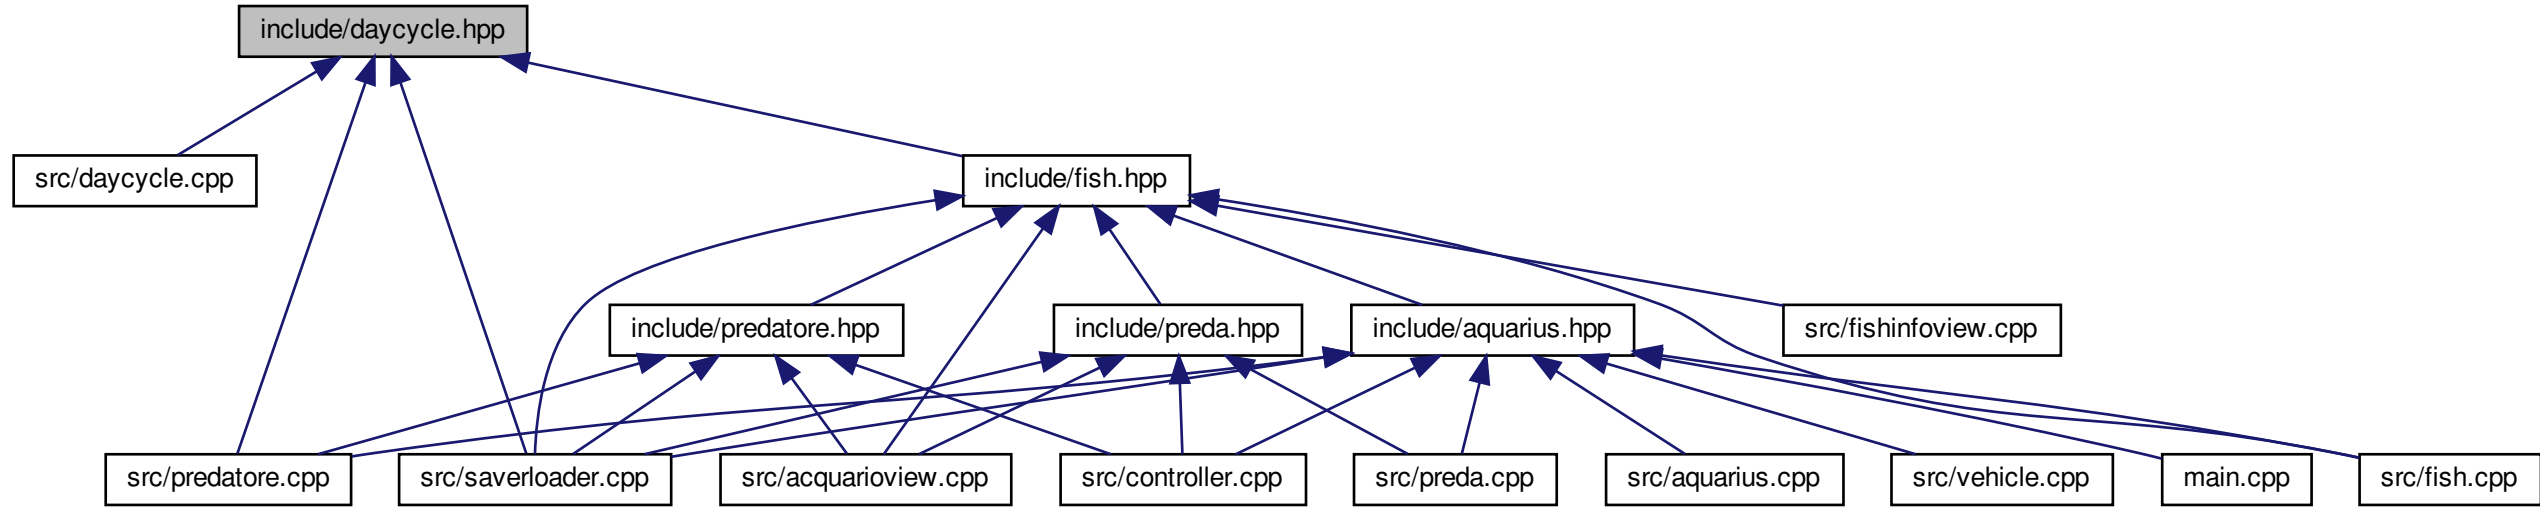 include/daycycle.hpp
src/daycycle.cpp
include/fish.hpp
include/predatore.hpp
include/preda.hpp
include/aquarius.hpp
src/fishinfoview.cpp
src/predatore.cpp
src/saverloader.cpp
src/acquarioview.cpp
src/controller.cpp
src/preda.cpp
src/aquarius.cpp
src/vehicle.cpp
main.cpp
src/fish.cpp